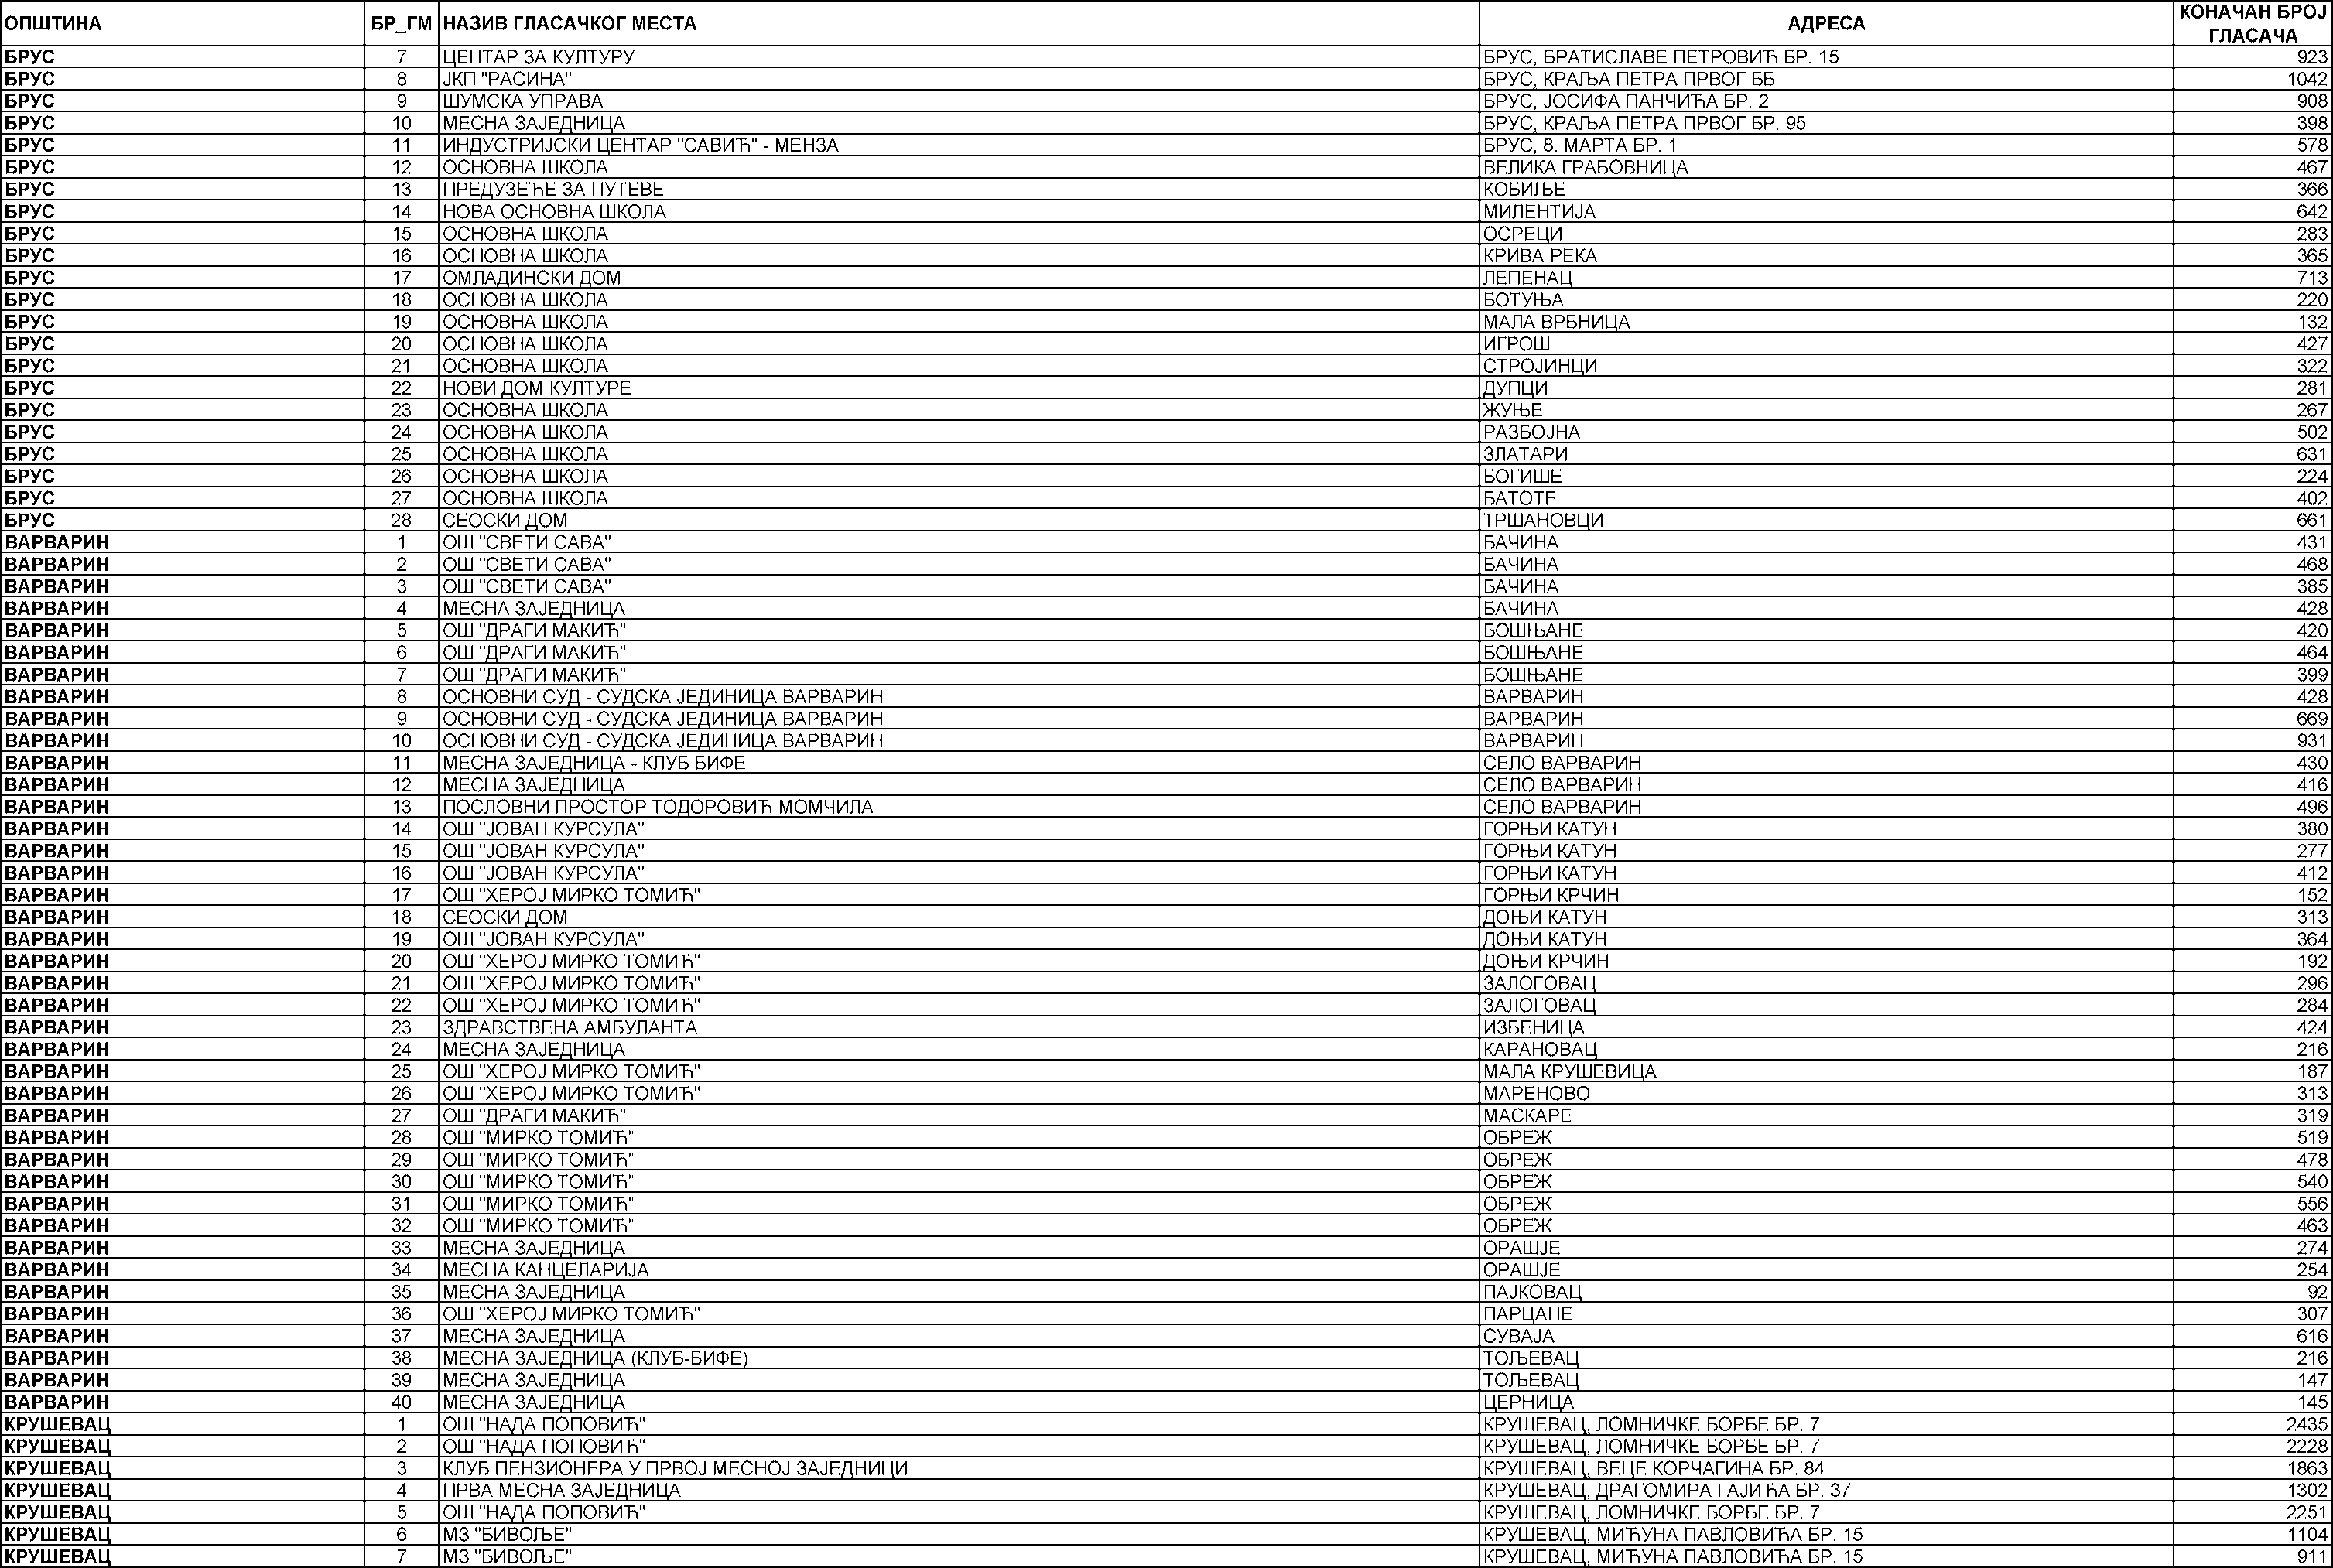 ОПШТИНА БР_ГМ НАЗИВ ГЛАСАЧКОГ МЕСТА АДРЕСА КОНАЧАН БРОЈ ГЛАСАЧА
БРУС 7 ЦЕНТАР ЗА КУЛТУРУ БРУС, БРАТИСЛАВЕ ПЕТРОВИЋ БР. 15 923
БРУС 8 ЈКП "РАСИНА" БРУС, КРАЉА ПЕТРА ПРВОГ ББ 1042
БРУС 9 ШУМСКА УПРАВА БРУС, ЈОСИФА ПАНЧИЋА БР. 2 908
БРУС 10 МЕСНА ЗАЈЕДНИЦА БРУС, КРАЉА ПЕТРА ПРВОГ БР. 95 398
БРУС 11 ИНДУСТРИЈСКИ ЦЕНТАР "САВИЋ" - МЕНЗА БРУС, 8. МАРТА БР. 1 578
БРУС 12 ОСНОВНА ШКОЛА ВЕЛИКА ГРАБОВНИЦА 467
БРУС 13 ПРЕДУЗЕЋЕ ЗА ПУТЕВЕ КОБИЉЕ 366
БРУС 14 НОВА ОСНОВНА ШКОЛА МИЛЕНТИЈА 642
БРУС 15 ОСНОВНА ШКОЛА ОСРЕЦИ 283
БРУС 16 ОСНОВНА ШКОЛА КРИВА РЕКА 365
БРУС 17 ОМЛАДИНСКИ ДОМ ЛЕПЕНАЦ 713
БРУС 18 ОСНОВНА ШКОЛА БОТУЊА 220
БРУС 19 ОСНОВНА ШКОЛА МАЛА ВРБНИЦА 132
БРУС 20 ОСНОВНА ШКОЛА ИГРОШ 427
БРУС 21 ОСНОВНА ШКОЛА СТРОЈИНЦИ 322
БРУС 22 НОВИ ДОМ КУЛТУРЕ ДУПЦИ 281
БРУС 23 ОСНОВНА ШКОЛА ЖУЊЕ 267
БРУС 24 ОСНОВНА ШКОЛА РАЗБОЈНА 502
БРУС 25 ОСНОВНА ШКОЛА ЗЛАТАРИ 631
БРУС 26 ОСНОВНА ШКОЛА БОГИШЕ 224
БРУС 27 ОСНОВНА ШКОЛА БАТОТЕ 402
БРУС 28 СЕОСКИ ДОМ ТРШАНОВЦИ 661
ВАРВАРИН 1 ОШ "СВЕТИ САВА" БАЧИНА 431
ВАРВАРИН 2 ОШ "СВЕТИ САВА" БАЧИНА 468
ВАРВАРИН 3 ОШ "СВЕТИ САВА" БАЧИНА 385
ВАРВАРИН 4 МЕСНА ЗАЈЕДНИЦА БАЧИНА 428
ВАРВАРИН 5 ОШ "ДРАГИ МАКИЋ" БОШЊАНЕ 420
ВАРВАРИН 6 ОШ "ДРАГИ МАКИЋ" БОШЊАНЕ 464
ВАРВАРИН 7 ОШ "ДРАГИ МАКИЋ" БОШЊАНЕ 399
ВАРВАРИН 8 ОСНОВНИ СУД - СУДСКА ЈЕДИНИЦА ВАРВАРИН ВАРВАРИН 428
ВАРВАРИН 9 ОСНОВНИ СУД - СУДСКА ЈЕДИНИЦА ВАРВАРИН ВАРВАРИН 669
ВАРВАРИН 10 ОСНОВНИ СУД - СУДСКА ЈЕДИНИЦА ВАРВАРИН ВАРВАРИН 931
ВАРВАРИН 11 МЕСНА ЗАЈЕДНИЦА - КЛУБ БИФЕ СЕЛО ВАРВАРИН 430
ВАРВАРИН 12 МЕСНА ЗАЈЕДНИЦА СЕЛО ВАРВАРИН 416
ВАРВАРИН 13 ПОСЛОВНИ ПРОСТОР ТОДОРОВИЋ МОМЧИЛА СЕЛО ВАРВАРИН 496
ВАРВАРИН 14 ОШ "ЈОВАН КУРСУЛА" ГОРЊИ КАТУН 380
ВАРВАРИН 15 ОШ "ЈОВАН КУРСУЛА" ГОРЊИ КАТУН 277
ВАРВАРИН 16 ОШ "ЈОВАН КУРСУЛА" ГОРЊИ КАТУН 412
ВАРВАРИН 17 ОШ "ХЕРОЈ МИРКО ТОМИЋ" ГОРЊИ КРЧИН 152
ВАРВАРИН 18 СЕОСКИ ДОМ ДОЊИ КАТУН 313
ВАРВАРИН 19 ОШ "ЈОВАН КУРСУЛА" ДОЊИ КАТУН 364
ВАРВАРИН 20 ОШ "ХЕРОЈ МИРКО ТОМИЋ" ДОЊИ КРЧИН 192
ВАРВАРИН 21 ОШ "ХЕРОЈ МИРКО ТОМИЋ" ЗАЛОГОВАЦ 296
ВАРВАРИН 22 ОШ "ХЕРОЈ МИРКО ТОМИЋ" ЗАЛОГОВАЦ 284
ВАРВАРИН 23 ЗДРАВСТВЕНА АМБУЛАНТА ИЗБЕНИЦА 424
ВАРВАРИН 24 МЕСНА ЗАЈЕДНИЦА КАРАНОВАЦ 216
ВАРВАРИН 25 ОШ "ХЕРОЈ МИРКО ТОМИЋ" МАЛА КРУШЕВИЦА 187
ВАРВАРИН 26 ОШ "ХЕРОЈ МИРКО ТОМИЋ" МАРЕНОВО 313
ВАРВАРИН 27 ОШ "ДРАГИ МАКИЋ" МАСКАРЕ 319
ВАРВАРИН 28 ОШ "МИРКО ТОМИЋ" ОБРЕЖ 519
ВАРВАРИН 29 ОШ "МИРКО ТОМИЋ" ОБРЕЖ 478
ВАРВАРИН 30 ОШ "МИРКО ТОМИЋ" ОБРЕЖ 540
ВАРВАРИН 31 ОШ "МИРКО ТОМИЋ" ОБРЕЖ 556
ВАРВАРИН 32 ОШ "МИРКО ТОМИЋ" ОБРЕЖ 463
ВАРВАРИН 33 МЕСНА ЗАЈЕДНИЦА ОРАШЈЕ 274
ВАРВАРИН 34 МЕСНА КАНЦЕЛАРИЈА ОРАШЈЕ 254
ВАРВАРИН 35 МЕСНА ЗАЈЕДНИЦА ПАЈКОВАЦ 92
ВАРВАРИН 36 ОШ "ХЕРОЈ МИРКО ТОМИЋ" ПАРЦАНЕ 307
ВАРВАРИН 37 МЕСНА ЗАЈЕДНИЦА СУВАЈА 616
ВАРВАРИН 38 МЕСНА ЗАЈЕДНИЦА (КЛУБ-БИФЕ) ТОЉЕВАЦ 216
ВАРВАРИН 39 МЕСНА ЗАЈЕДНИЦА ТОЉЕВАЦ 147
ВАРВАРИН 40 МЕСНА ЗАЈЕДНИЦА ЦЕРНИЦА 145
КРУШЕВАЦ 1 ОШ "НАДА ПОПОВИЋ" КРУШЕВАЦ, ЛОМНИЧКЕ БОРБЕ БР. 7 2435
КРУШЕВАЦ 2 ОШ "НАДА ПОПОВИЋ" КРУШЕВАЦ, ЛОМНИЧКЕ БОРБЕ БР. 7 2228
КРУШЕВАЦ 3 КЛУБ ПЕНЗИОНЕРА У ПРВОЈ МЕСНОЈ ЗАЈЕДНИЦИ КРУШЕВАЦ, ВЕЦЕ КОРЧАГИНА БР. 84 1863
КРУШЕВАЦ 4 ПРВА МЕСНА ЗАЈЕДНИЦА КРУШЕВАЦ, ДРАГОМИРА ГАЈИЋА БР. 37 1302
КРУШЕВАЦ 5 ОШ "НАДА ПОПОВИЋ" КРУШЕВАЦ, ЛОМНИЧКЕ БОРБЕ БР. 7 2251
КРУШЕВАЦ 6 МЗ "БИВОЉЕ" КРУШЕВАЦ, МИЋУНА ПАВЛОВИЋА БР. 15 1104
КРУШЕВАЦ 7 МЗ "БИВОЉЕ" КРУШЕВАЦ, МИЋУНА ПАВЛОВИЋА БР. 15 911